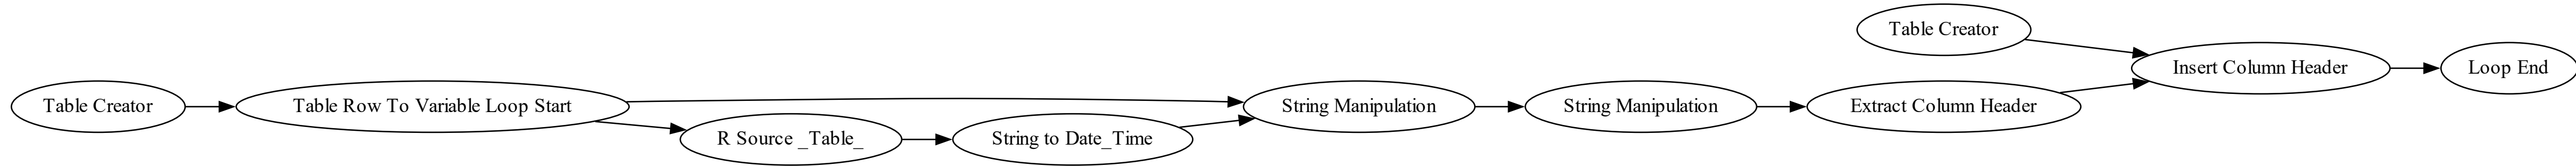 Table Creator
Table Row To Variable Loop Start
R Source _Table_
String to Date_Time
String Manipulation
String Manipulation
Extract Column Header
Table Creator
Insert Column Header
Loop End